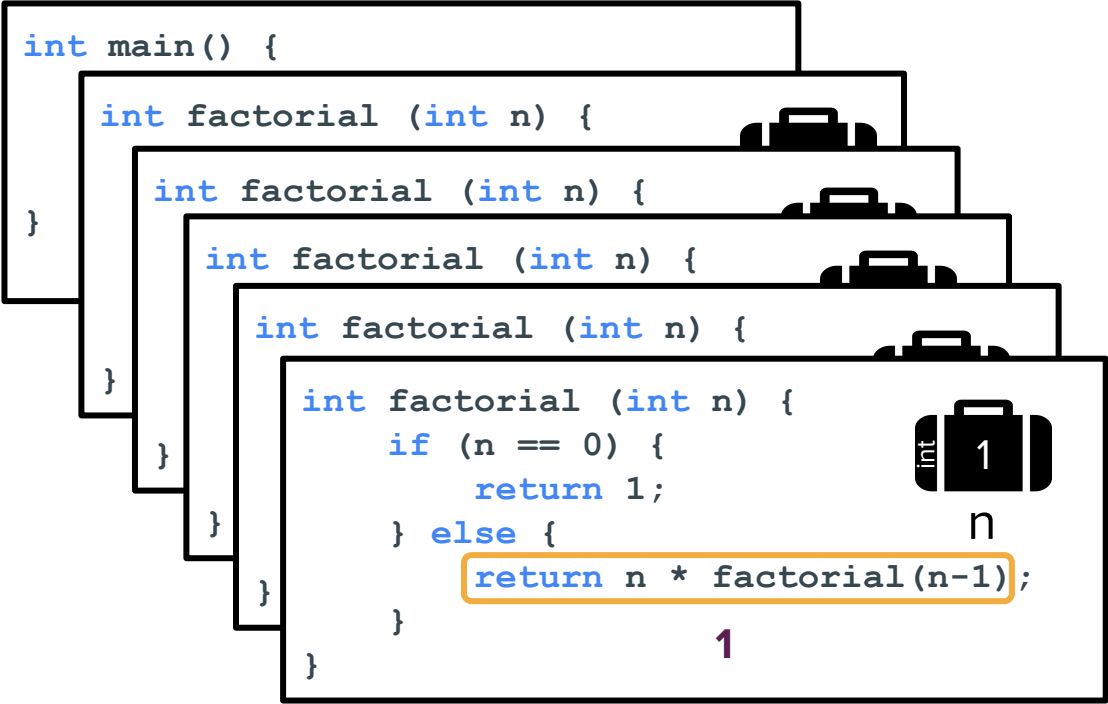 int main() {
int factorial (int n) {
int factorial (int n) {
}
int factorial (int n) {
int factorial (int n) {
}
int factorial (int n) {
if (n == 0) {
int 1
}
return 1;
n
}
} else {
return n * factorial(n-1);
}
}
1
}